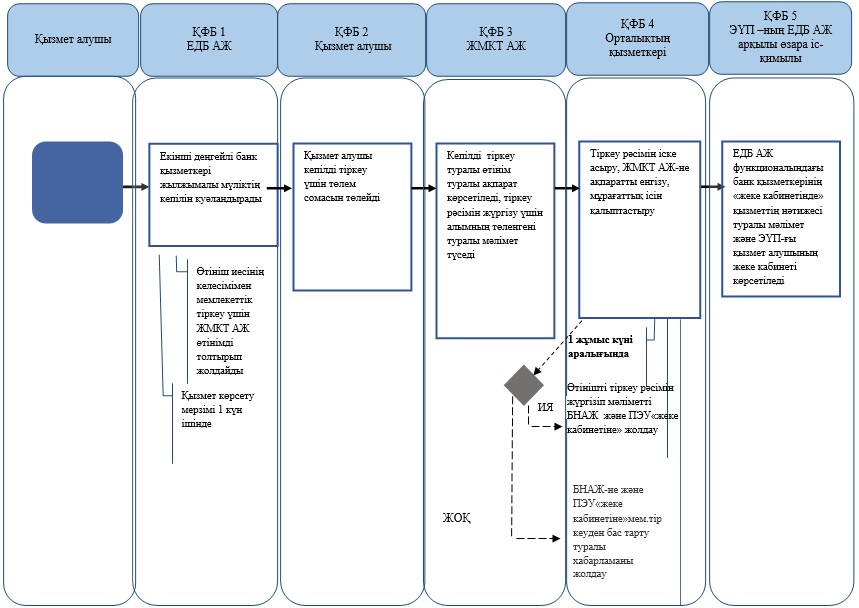 Қызмет алушы
ҚФБ 1
ЕДБ АЖ
ҚФБ 2
Қызмет алушы
ҚФБ 3
ЖМКТ АЖ
ҚФБ 4
Орталықтың
қызметкері
ҚФБ 5
ЭҮП –ның ЕДБ АЖ
арқылы өзара іс-
қимылы
Екінші деңгейлі банк
қызметкері
жылжымалы мүліктің
кепілін куәландырады
Қызмет алушы
кепілді тіркеу
үшін төлем
сомасын төлейді
Кепілді тіркеу
туралы өтінім
туралы ақпарат
көрсетіледі, тіркеу
рәсімін жүргізу үшін
алымның төленгені
туралы мәлімет
түседі
Тіркеу рәсімін іске
асыру, ЖМКТ АЖ-не
ақпаратты енгізу,
мұрағаттық ісін
қалыптастыру
ЕДБ АЖ
функционалындағы
банк қызметкерінің
«жеке кабинетінде»
қызметтің нәтижесі
туралы мәлімет
және ЭҮП-ғы
қызмет алушының
жеке кабинеті
көрсетіледі
Өтініш иесінің
келесімімен
мемлекеттік
тіркеу үшін
ЖМКТ АЖ
өтінімді
толтырып
жолдайды
Қызмет көрсету
мерзімі 1 күн
ішінде
1 жұмыс күні
аралығында
ИЯ
Өтінішті тіркеу рәсімін
жүргізіп мәліметті
БНАЖ және ПЭУ«жеке
кабинетіне» жолдау
ЖОҚ
БНАЖ-не және
ПЭУ«жеке
кабинетіне»мем.тір
кеуден бас тарту
туралы
хабарламаны
жолдау